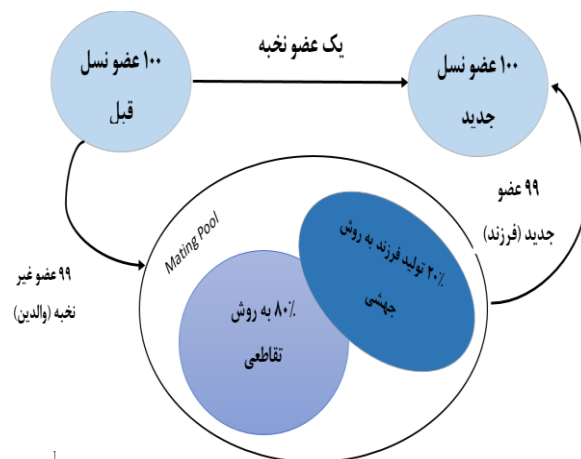 ۱۰۰ عضو نسل
قبل
یک عضو نخبه
۱۰۰ عضو نسل
جدید
۹۹ عضو
جدید (فرزند)
Mating Pool
۲۰٪ تولید فرزند به روش
جهشی
۸۰٪ به روش
تقاطعی
۹۹ عضو غیر
نخبه (والدین)